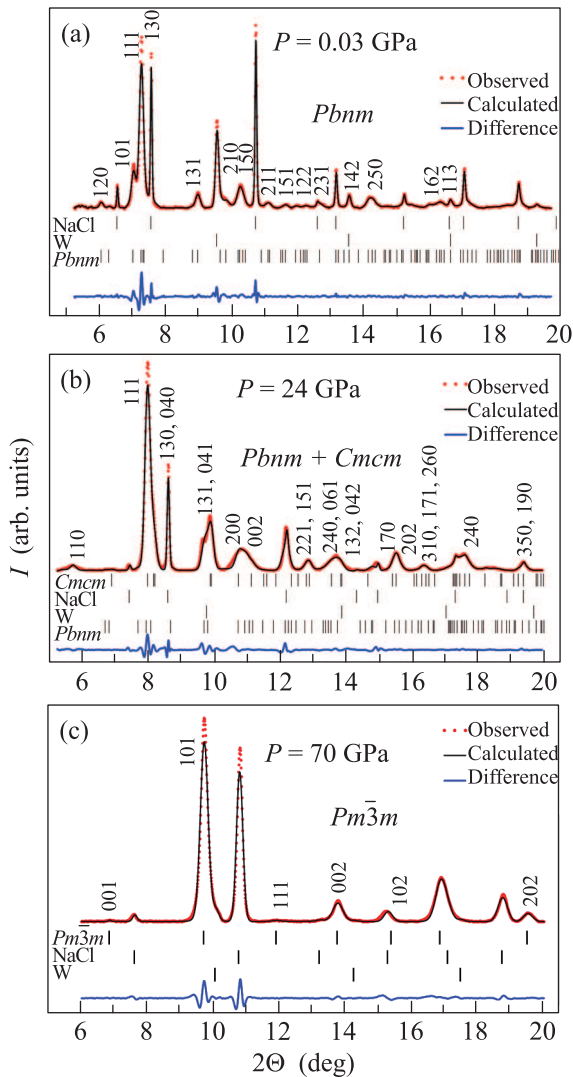 (a)
P = 0.03 GPa
Pbnm
Observed
Calculated
Difference
120
101
111
130
131
210
150
211
151
122
231
142
250
162
113
NaCl
W
Pbnm
6 8 10 12 14 16 18 20
(b)
P = 24 GPa
Pbnm + Cmcm
Observed
Calculated
Difference
110
111
130, 040
131, 041
200
002
221, 151
240, 061
132, 042
170
202
310, 171, 260
240
350, 190
Cmcm
NaCl
W
Pbnm
6 8 10 12 14 16 18 20
I (arb. units)
(c)
P = 70 GPa
Pm3̅m
Observed
Calculated
Difference
001
101
111
002
102
202
Pm3̅m
NaCl
W
6 8 10 12 14 16 18 20
2Θ (deg)